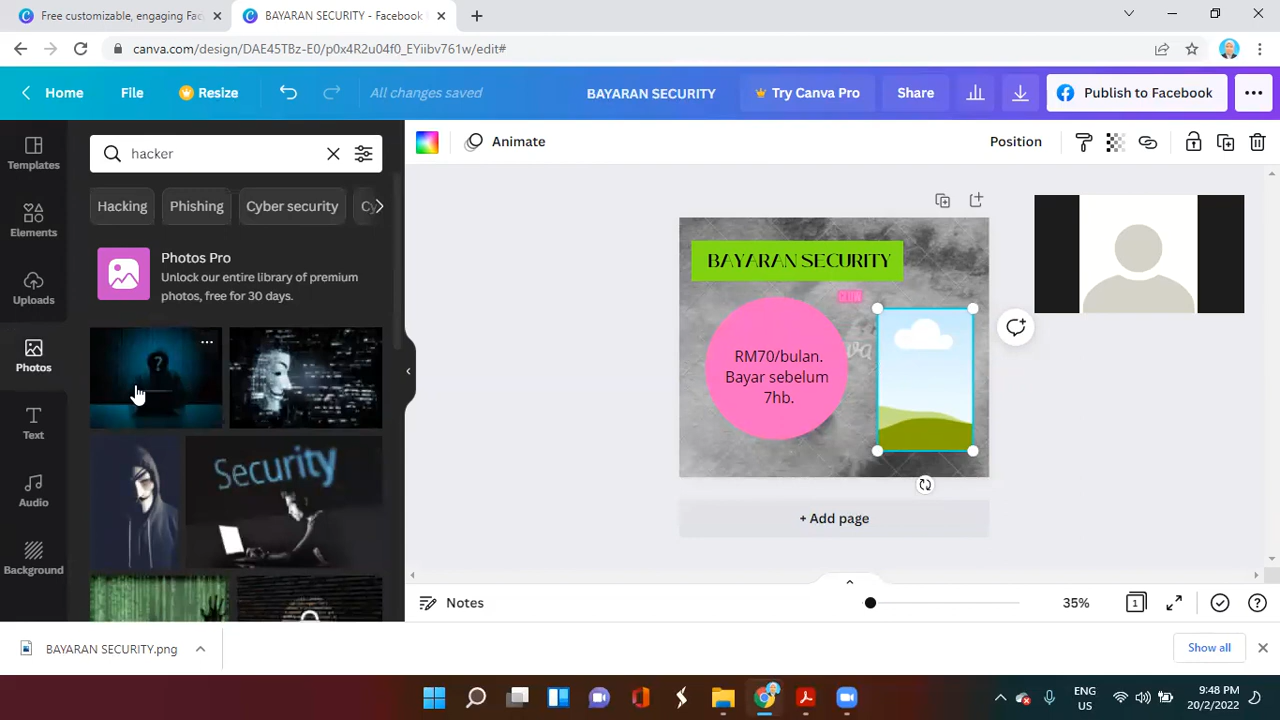 Free customizable, engaging Fac
BAYARAN SECURITY - Facebook
canva.com/design/DAE45TBz-E0/p0x4R2u04f0_EYiibv761w/edit#
Home
File
Resize
All changes saved
BAYARAN SECURITY
Try Canva Pro
Share
Publish to Facebook
Templates
Elements
Uploads
Photos
Text
Audio
Background
hacker
Hacking
Phishing
Cyber security
Cy
Photos Pro
Unlock our entire library of premium
photos, free for 30 days.
?
Security
Animate
Position
BAYARAN SECURITY
RM70/bulan.
Bayar sebelum
7hb.
+ Add page
Notes
35%
1
BAYARAN SECURITY.png
Show all
ENG
US
9:48 PM
20/2/2022